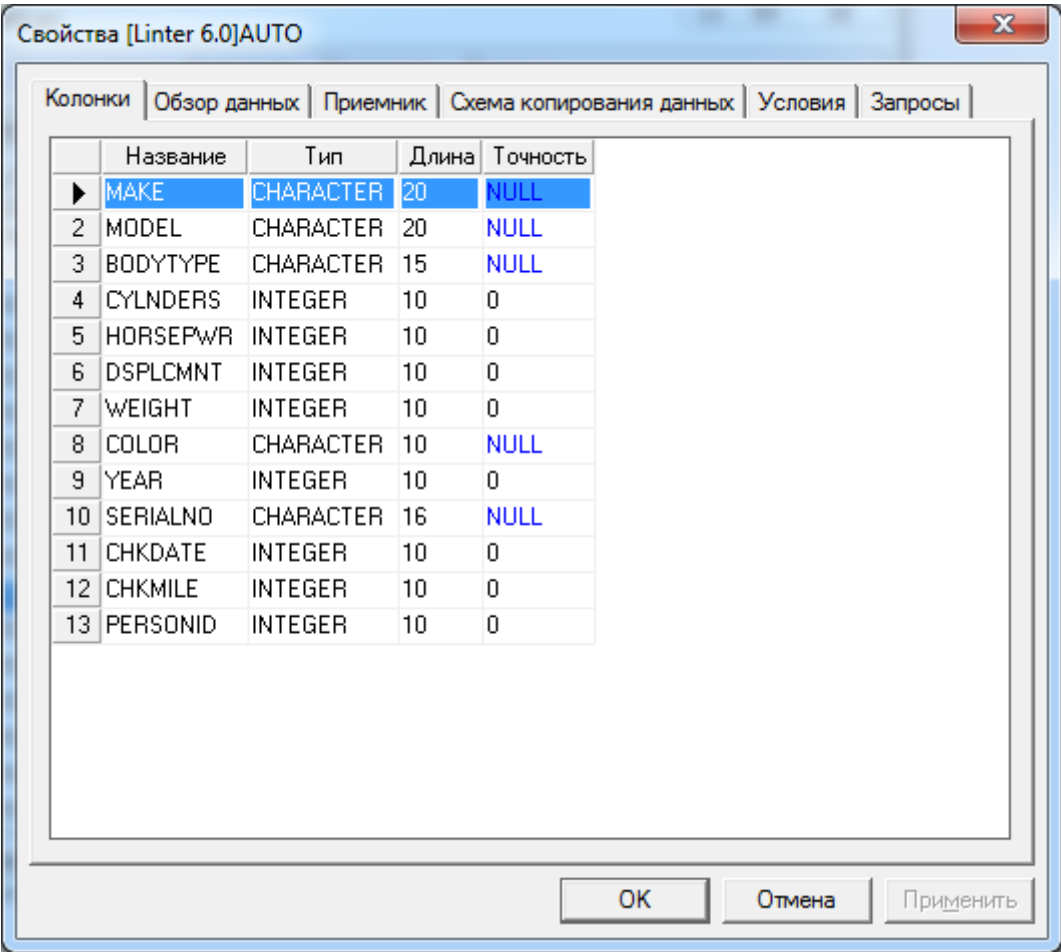 Свойства [Linter 6.0]AUTO
Колонки Обзор данных Приемник Схема копирования данных Условия Запросы
Название Тип Длина Точность
MAKE CHARACTER 20 NULL
2 MODEL CHARACTER 20 NULL
3 BODYTYPE CHARACTER 15 NULL
4 CYLNDERS INTEGER 10 0
5 HORSEPWR INTEGER 10 0
6 DSPLCMNT INTEGER 10 0
7 WEIGHT INTEGER 10 0
8 COLOR CHARACTER 10 NULL
9 YEAR INTEGER 10 0
10 SERIALNO CHARACTER 16 NULL
11 CHKDATE INTEGER 10 0
12 CHKMILE INTEGER 10 0
13 PERSONID INTEGER 10 0
OK Отмена Применить